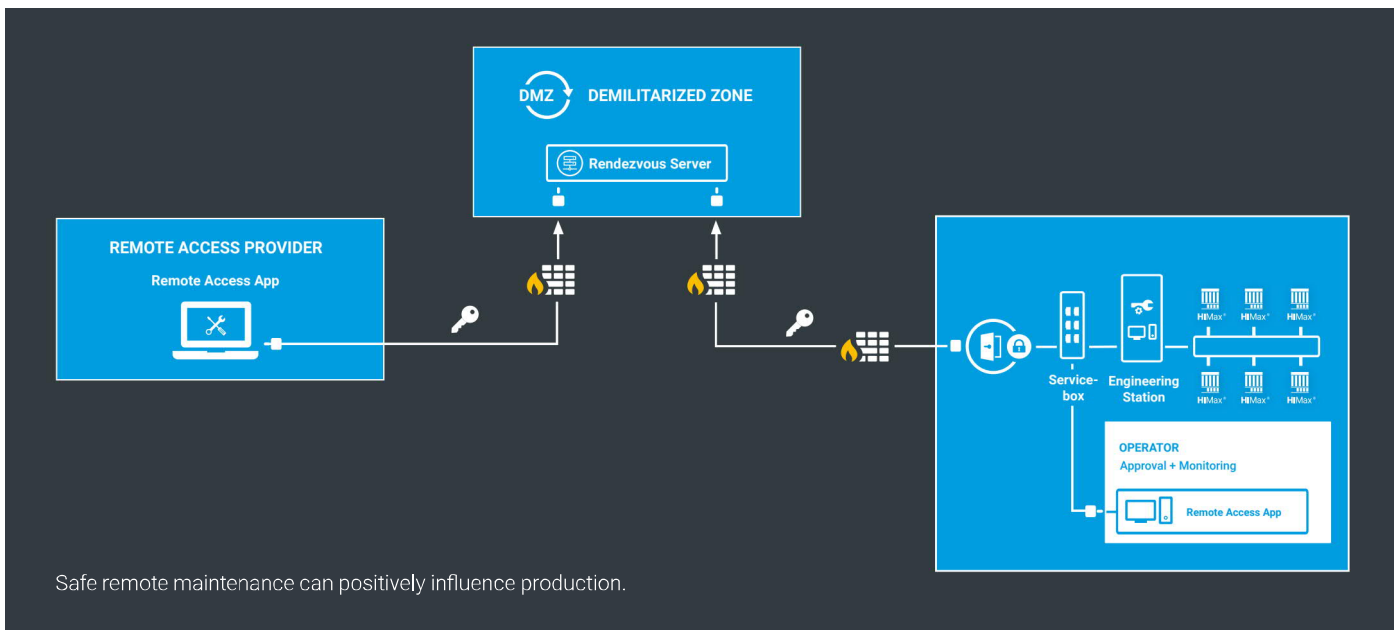 DMZ
DEMILITARIZED ZONE
Rendezvous Server
REMOTE ACCESS PROVIDER
Remote Access App
HIMax+ HIMax+ HIMax+
Service-
box
Engineering
Station
HIMax+ HIMax+ HIMax+
OPERATOR
Approval + Monitoring
Remote Access App
Safe remote maintenance can positively influence production.